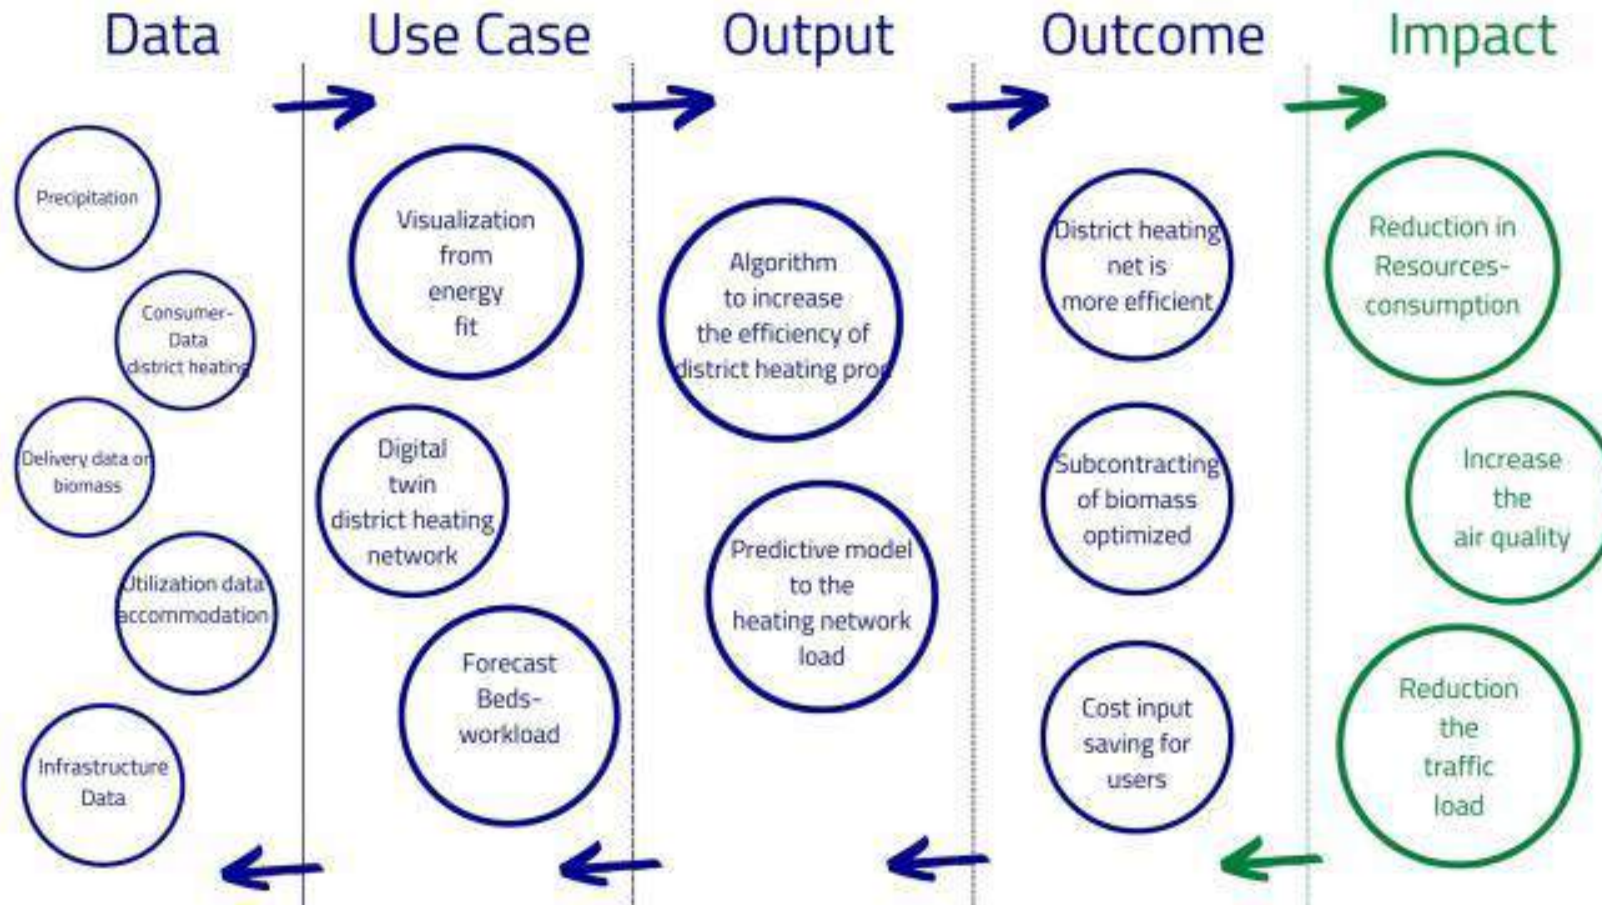 Data
Use Case
Output
Outcome
Impact
Precipitation
Consumer-
Data
district heating
Delivery data on
biomass
Utilization data
accommodation
Infrastructure
Data
Visualization
from
energy
fit
Digital
twin
district heating
network
Forecast
Beds-
workload
Algorithm
to increase
the efficiency of
district heating
Predictive model
to the
heating network
load
District heating
net is
more efficient
Subcontracting
of biomass
optimized
Cost input
saving for
users
Reduction in
Resources-
consumption
Increase
the
air quality
Reduction
the
traffic
load